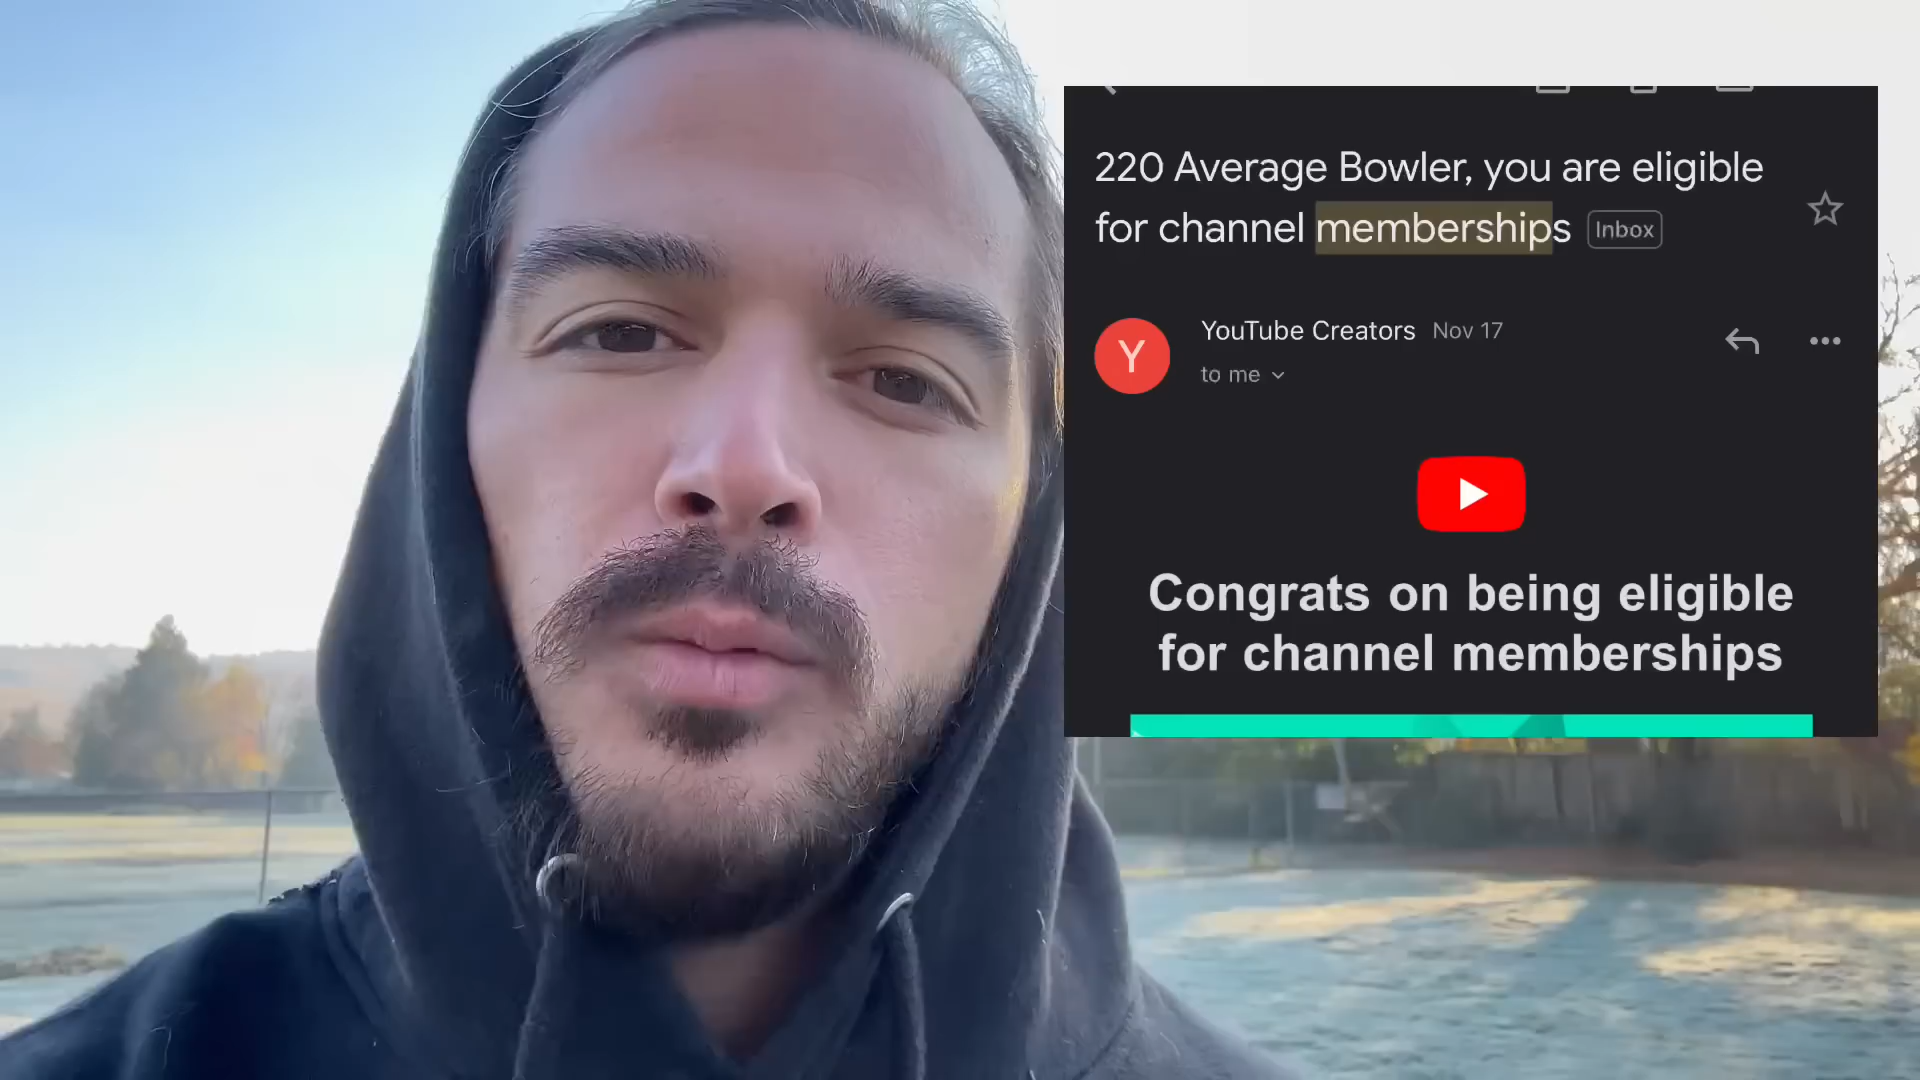 220 Average Bowler, you are eligible
for channel memberships Inbox
Y
YouTube Creators Nov 17
to me
Congrats on being eligible
for channel memberships